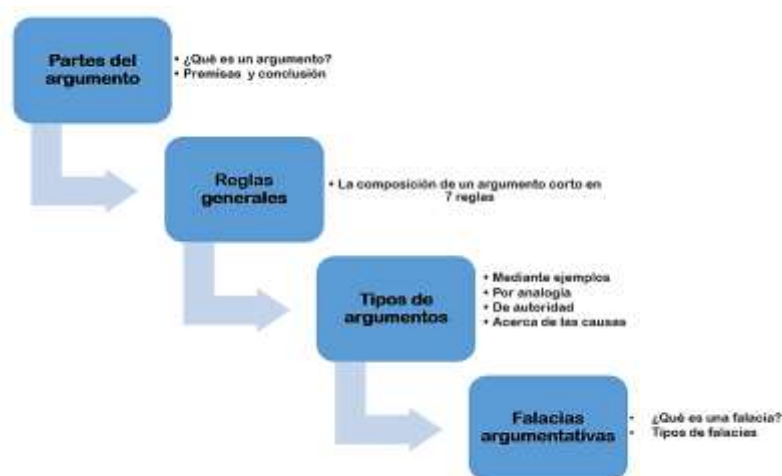 Partes del
argumento
• ¿Qué es un argumento?
• Premisas y conclusión
Reglas
generales
• La composición de un argumento corto en
7 reglas
Tipos de
argumentos
• Mediante ejemplos
• Por analogía
• De autoridad
• Acerca de las causas
Falacias
argumentativas
• ¿Qué es una falacia?
• Tipos de falacias